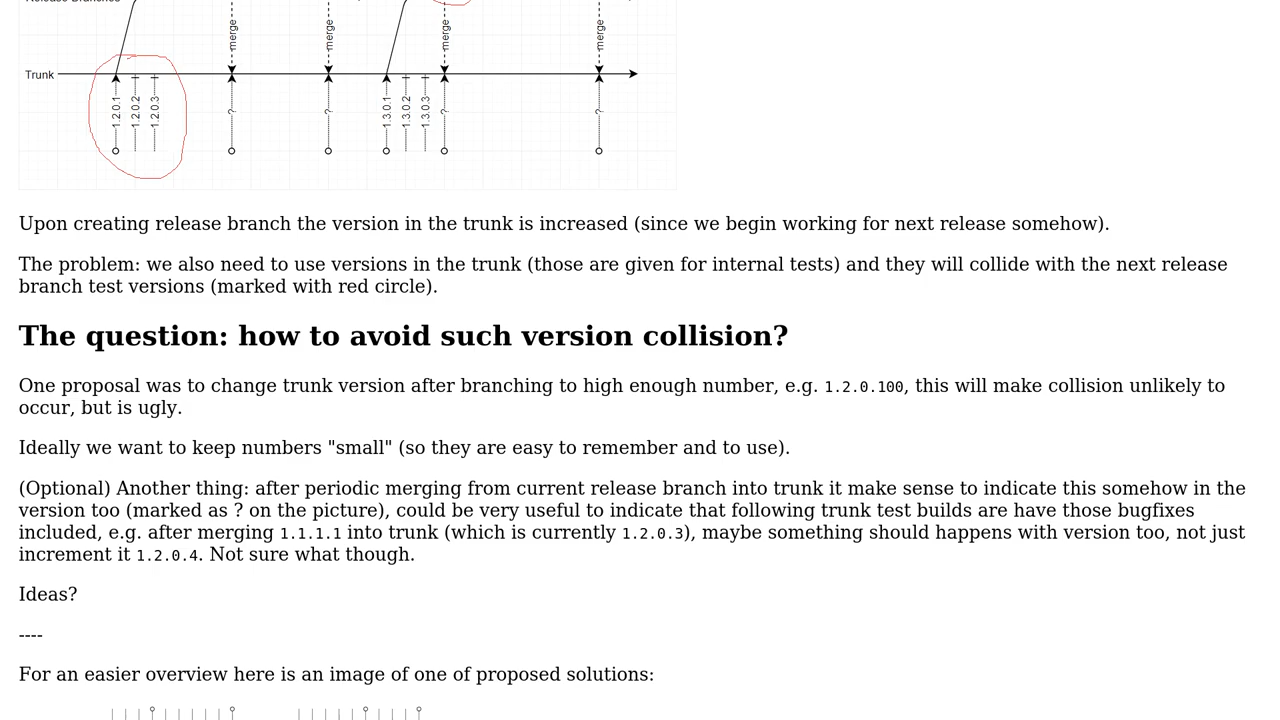 merge
merge
merge
merge
Trunk
1.2.0.1
1.2.0.2
1.2.0.3
?
?
1.3.0.1
1.3.0.2
1.3.0.3
?
?
Upon creating release branch the version in the trunk is increased (since we begin working for next release somehow).
The problem: we also need to use versions in the trunk (those are given for internal tests) and they will collide with the next release
branch test versions (marked with red circle).
The question: how to avoid such version collision?
One proposal was to change trunk version after branching to high enough number, e.g. 1.2.0.100, this will make collision unlikely to
occur, but is ugly.
Ideally we want to keep numbers "small" (so they are easy to remember and to use).
(Optional) Another thing: after periodic merging from current release branch into trunk it make sense to indicate this somehow in the
version too (marked as ? on the picture), could be very useful to indicate that following trunk test builds are have those bugfixes
included, e.g. after merging 1.1.1.1 into trunk (which is currently 1.2.0.3), maybe something should happens with version too, not just
increment it 1.2.0.4. Not sure what though.
Ideas?
----
For an easier overview here is an image of one of proposed solutions: